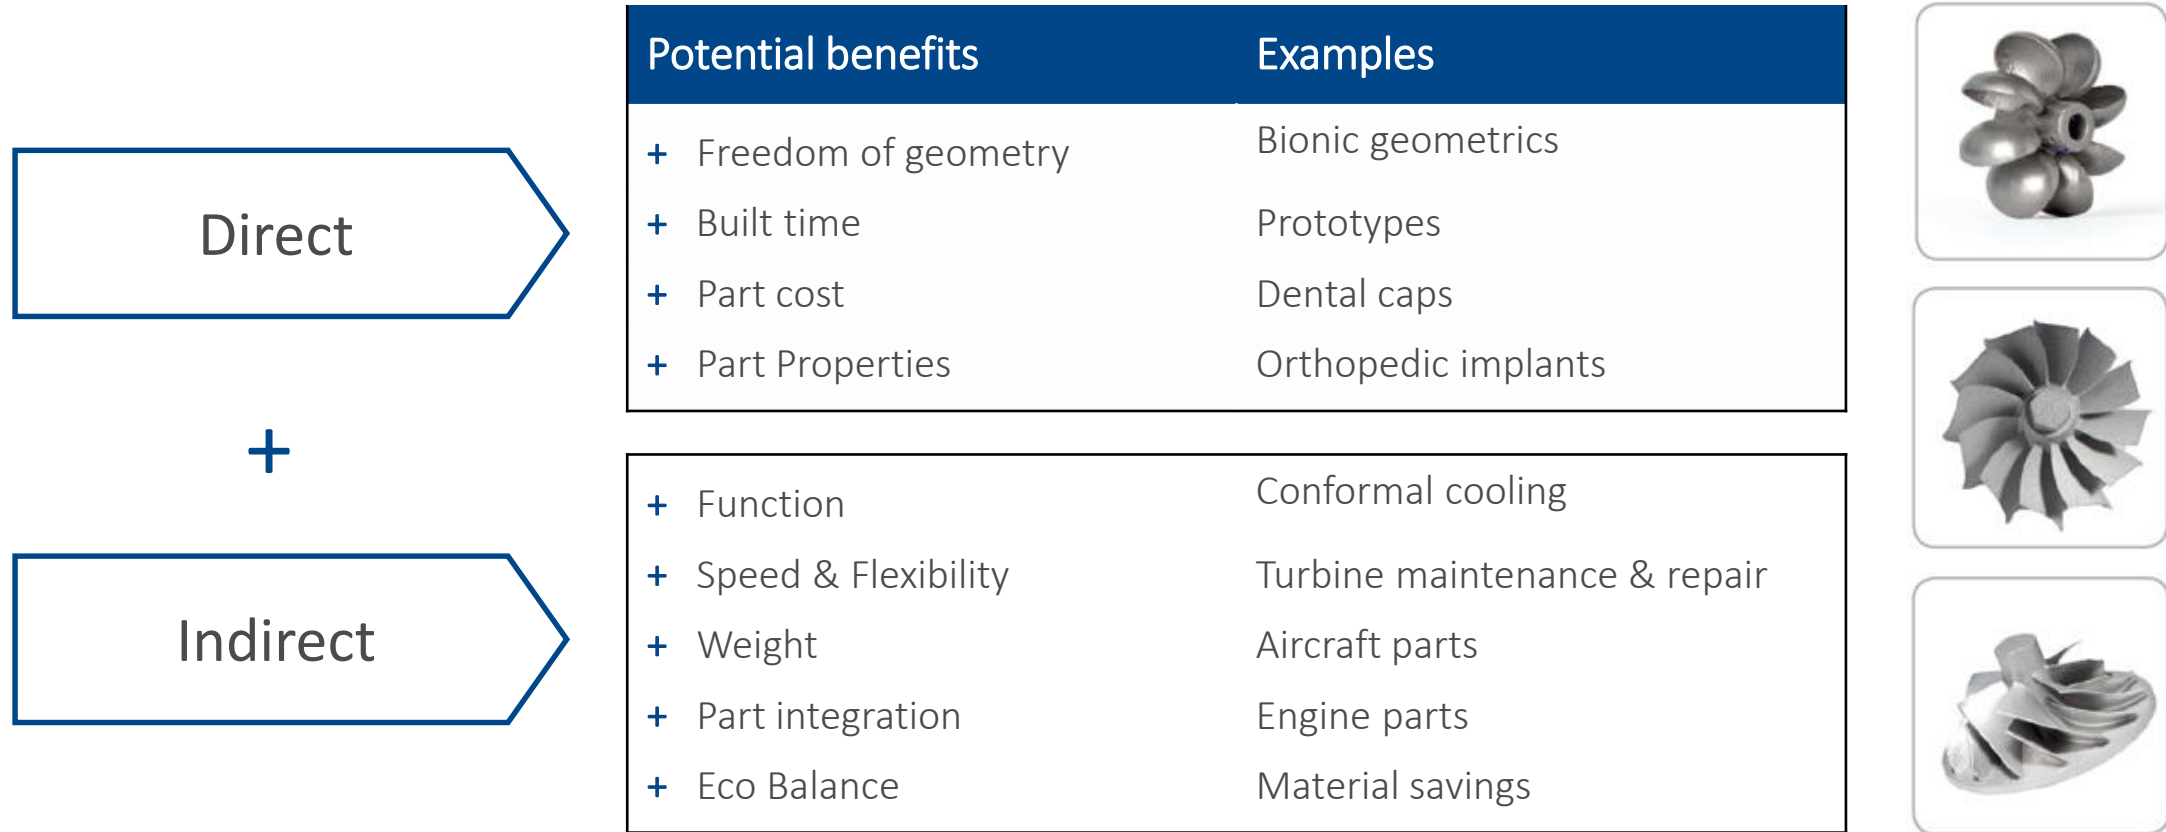 Potential benefits Examples
Direct
+ Freedom of geometry Bionic geometrics
+ Built time Prototypes
+ Part cost Dental caps
+ Part Properties Orthopedic implants
+
Indirect
+ Function Conformal cooling
+ Speed & Flexibility Turbine maintenance & repair
+ Weight Aircraft parts
+ Part integration Engine parts
+ Eco Balance Material savings